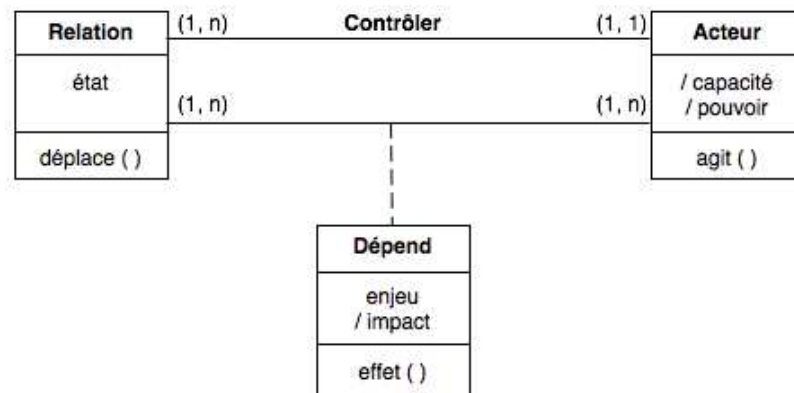 Relation
(1, n)
Contrôler
(1, 1)
Acteur
état
/ capacité
/ pouvoir
(1, n)
(1, n)
déplace ( )
agit ( )
Dépend
enjeu
/ impact
effet ( )